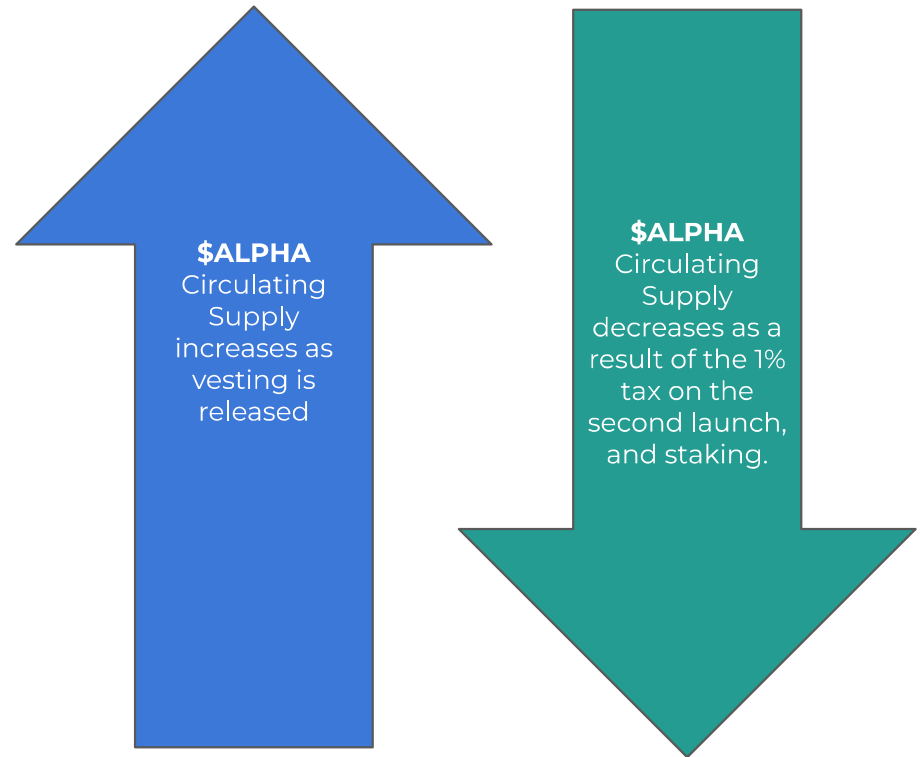 $ALPHA
Circulating
Supply
increases as
vesting is
released
$ALPHA
Circulating
Supply
decreases as a
result of the 1%
tax on the
second launch,
and staking.